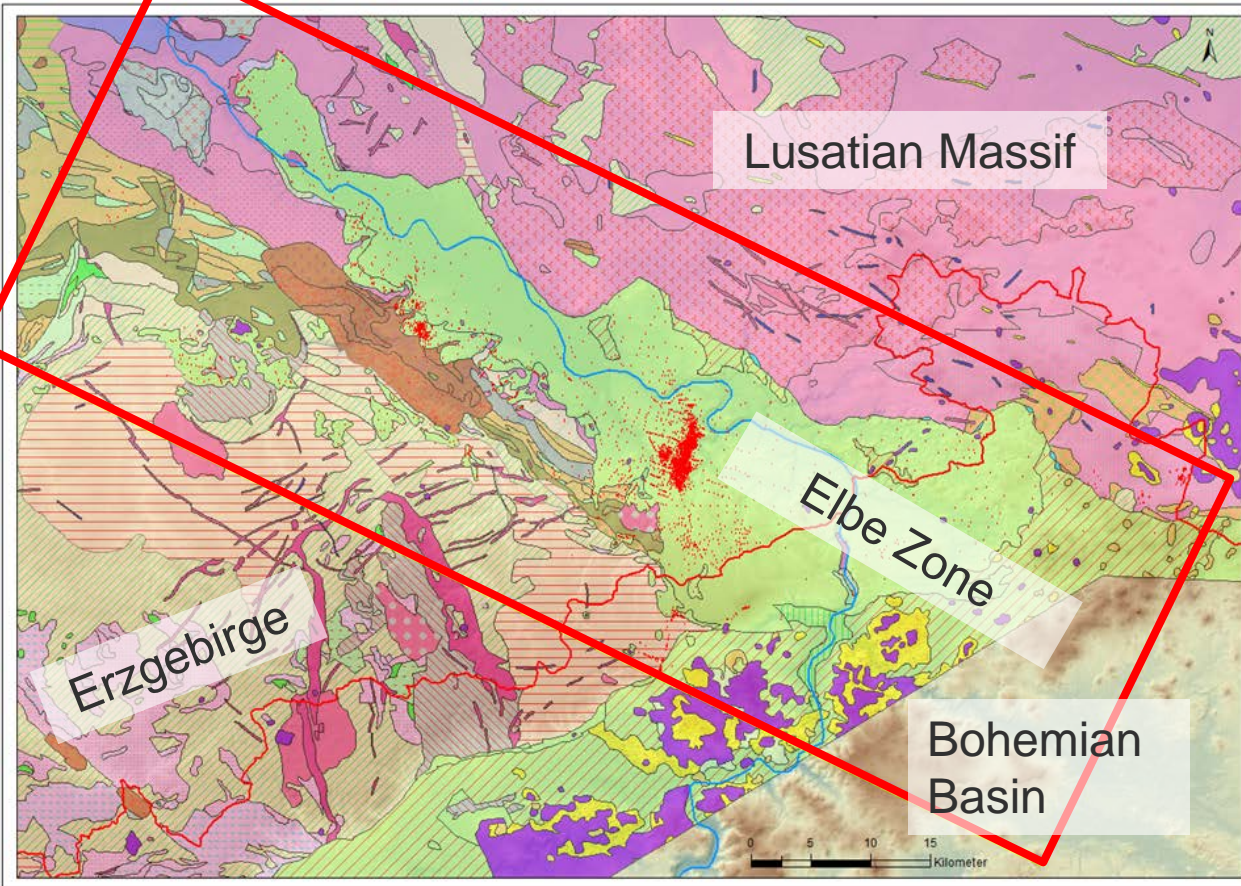 N
Lusatian Massif
Elbe Zone
Erzgebirge
Bohemian
Basin
0 5 10 15
Kilometer